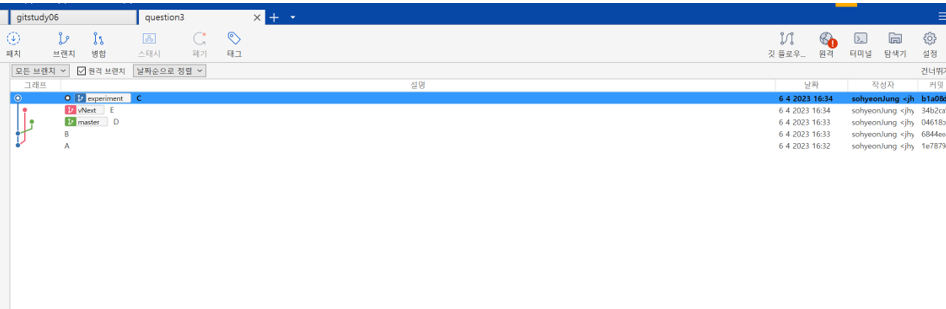 gitstudy06 question3
패치 브랜치 병합 스태시 폐기 태그 깃 플로우... 원격 터미널 탐색기 설정
모든 브랜치 원격 브랜치 날짜순으로 정렬 건너뛰기
그래프 설명 날짜 작성자 커밋
experiment C 6 4 2023 16:34 sohyeonJung <jh b1a08d
vNext E 6 4 2023 16:34 sohyeonJung <jhy 34b2ca
master D 6 4 2023 16:33 sohyeonJung <jhy 04618
B 6 4 2023 16:33 sohyeonJung <jhy 6844ee
A 6 4 2023 16:32 sohyeonJung <jhy 1e7879